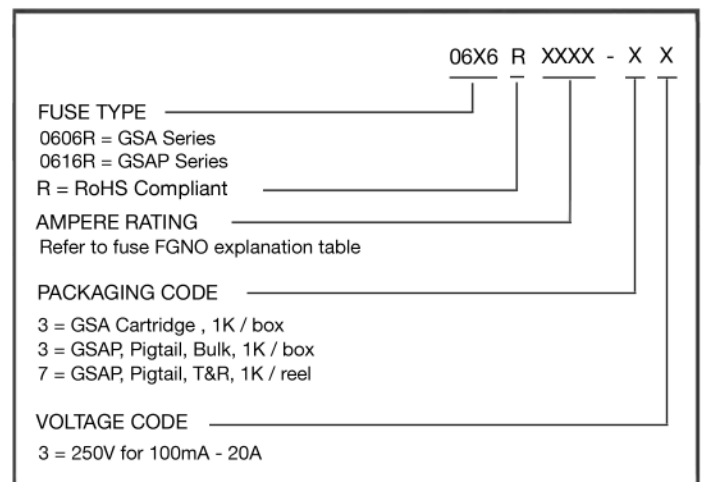 06X6 R XXXX - X X
FUSE TYPE
0606R = GSA Series
0616R = GSAP Series
R = RoHS Compliant
AMPERE RATING
Refer to fuse FGNO explanation table
PACKAGING CODE
3 = GSA Cartridge , 1K / box
3 = GSAP, Pigtail, Bulk, 1K / box
7 = GSAP, Pigtail, T&R, 1K / reel
VOLTAGE CODE
3 = 250V for 100mA - 20A